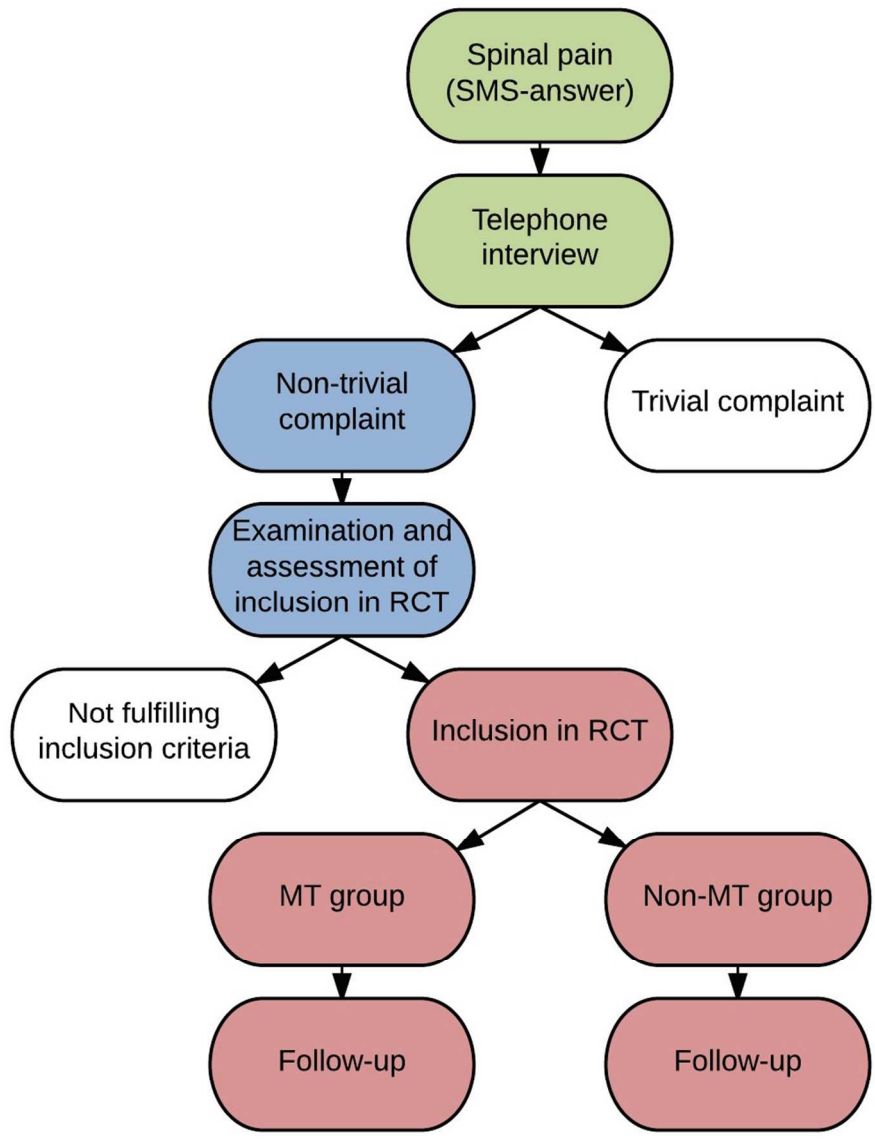 Spinal pain
(SMS-answer)
Telephone
interview
Non-trivial
complaint
Trivial complaint
Examination and
assessment of
inclusion in RCT
Not fulfilling
inclusion criteria
Inclusion in RCT
MT group
Non-MT group
Follow-up
Follow-up